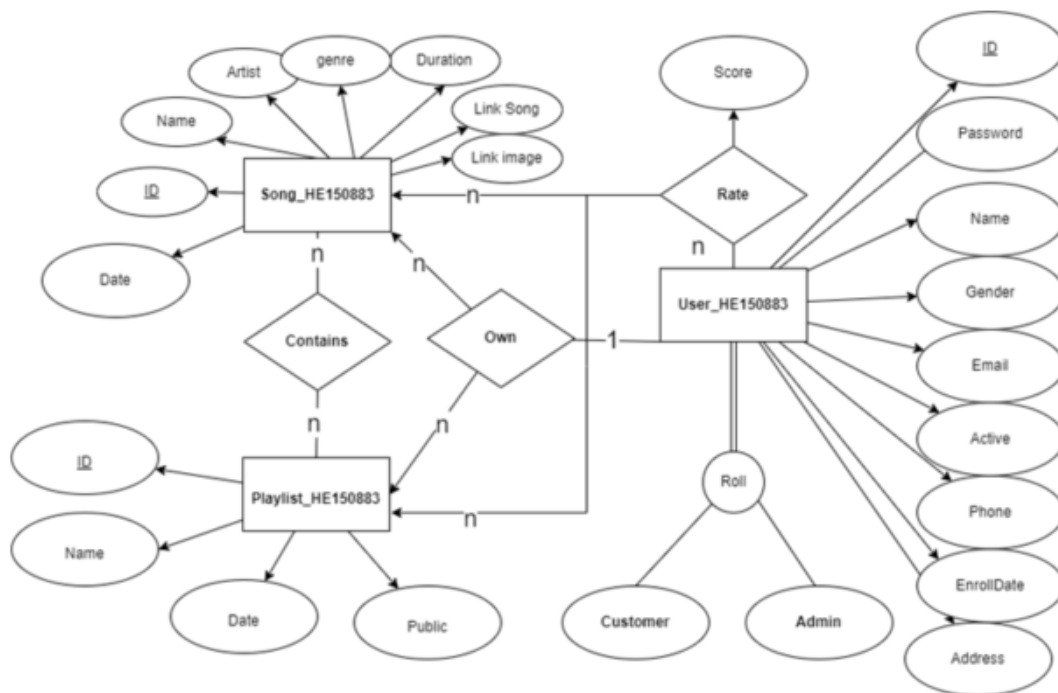 ID
Artist
genre
Duration
Score
Name
Link Song
Password
Link image
ID
Song_HE150883
n
Rate
Name
n
n
n
Date
User_HE150883
Gender
Contains
Own
1
Email
n
n
Active
ID
Playlist_HE150883
Roll
n
Phone
Name
EnrollDate
Date
Public
Customer
Admin
Address